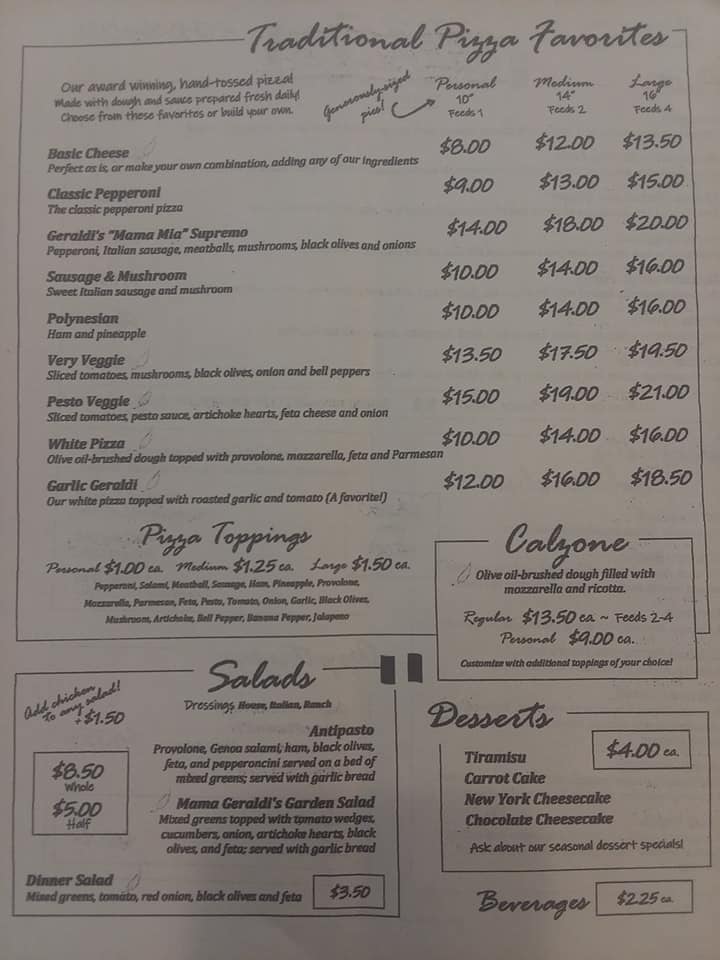 Traditional Pizza Favorites
Our award winning, hand-tossed pizza!
Made with dough and sauce prepared fresh daily!
Choose from these favorites or build your own.
Generously-sized
pies!
Personal Medium Large
10" 14" 16"
Feeds 1 Feeds 2 Feeds 4
Basic Cheese $8.00 $12.00 $13.50
Perfect as is, or make your own combination, adding any of our ingredients
Classic Pepperoni $9.00 $13.00 $15.00
The classic pepperoni pizza
Geraldi's "Mama Mia" Supremo $14.00 $18.00 $20.00
Pepperoni, Italian sausage, meatballs, mushrooms, black olives and onions
Sausage & Mushroom $10.00 $14.00 $16.00
Sweet Italian sausage and mushroom
Polynesian $10.00 $14.00 $16.00
Ham and pineapple
Very Veggie $13.50 $17.50 $19.50
Sliced tomatoes, mushrooms, black olives, onion and bell peppers
Pesto Veggie $15.00 $19.00 $21.00
Sliced tomatoes, pesto sauce, artichoke hearts, feta cheese and onion
White Pizza $10.00 $14.00 $16.00
Olive oil-brushed dough topped with provolone, mozzarella, feta and Parmesan
Garlic Geraldi $12.00 $16.00 $18.50
Our white pizza topped with roasted garlic and tomato (A favorite!)
Pizza Toppings
Personal $1.00 ea. Medium $1.25 ea. Large $1.50 ea.
Pepperoni, Salami, Meatball, Sausage, Ham, Pineapple, Provolone,
Mozzarella, Parmesan, Feta, Pesto, Tomato, Onion, Garlic, Black Olives,
Mushroom, Artichoke, Bell Pepper, Banana Pepper, Jalapeno
Calzone
Olive oil-brushed dough filled with
mozzarella and ricotta.
Regular $13.50 ea ~ Feeds 2-4
Personal $9.00 ea.
Customize with additional toppings of your choice!
Salads
Add chicken
to any salad!
+$1.50
Dressings House, Italian, Ranch
$8.50
Whole
$5.00
Half
Antipasto
Provolone, Genoa salami, ham, black olives,
feta, and pepperoncini served on a bed of
mixed greens; served with garlic bread
Mama Geraldi's Garden Salad
Mixed greens topped with tomato wedges,
cucumbers, onion, artichoke hearts, black
olives, and feta; served with garlic bread
Dinner Salad
Mixed greens, tomato, red onion, black olives and feta $3.50
Desserts
$4.00 ea.
Tiramisu
Carrot Cake
New York Cheesecake
Chocolate Cheesecake
Ask about our seasonal dessert specials!
Beverages $2.25 ea.